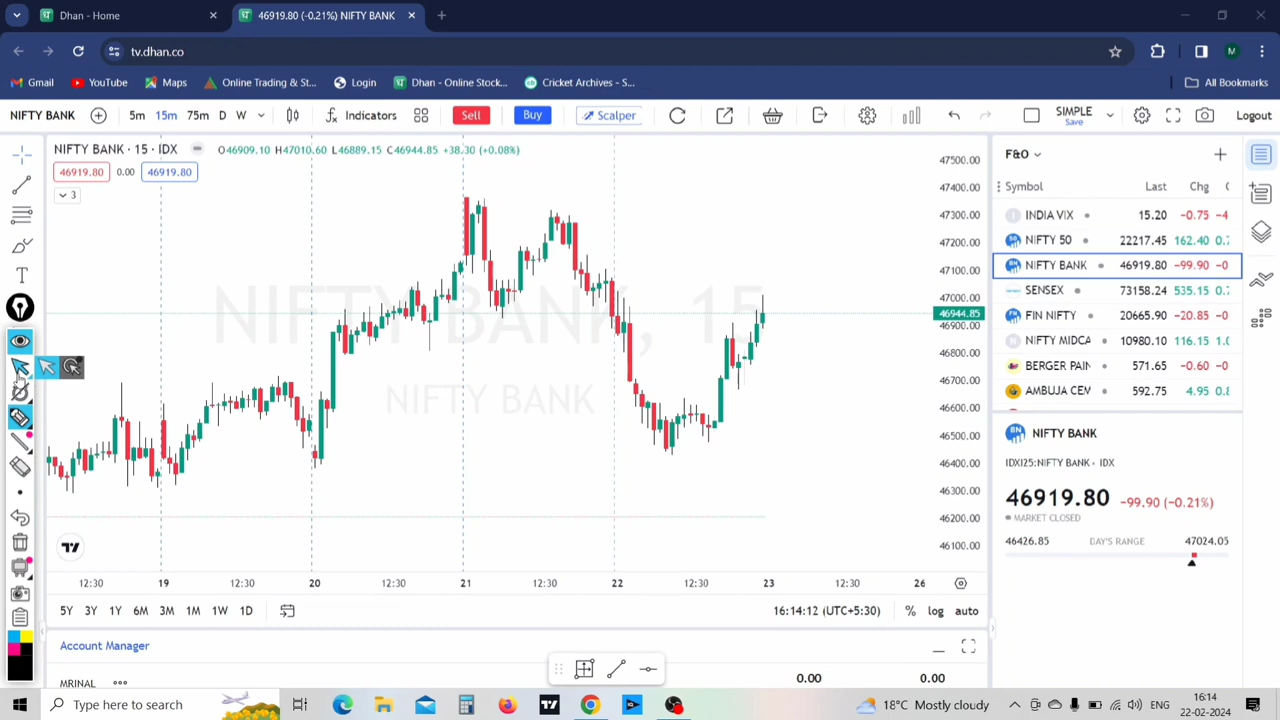 Dhan - Home
46919.80 (-0.21%) NIFTY BANK
tv.dhan.co
M
Gmail YouTube Maps Online Trading & St... Login Dhan - Online Stock... Cricket Archives - S... All Bookmarks
NIFTY BANK 5m 15m 75m D W Indicators Sell Buy Scalper SIMPLE Save Logout
NIFTY BANK · 15 · IDX O46909.10 H47010.60 L46889.15 C46944.85 +38.30 (+0.08%)
46919.80 0.00 46919.80
3
NIFTY BANK, 15
NIFTY BANK
47500.00
47400.00
47300.00
47200.00
47100.00
47000.00
46944.85
46900.00
46800.00
46700.00
46600.00
46500.00
46400.00
46300.00
46200.00
46100.00
12:30 19 12:30 20 12:30 21 12:30 22 12:30 23 12:30 26
5Y 3Y 1Y 6M 3M 1M 1W 1D 16:14:12 (UTC+5:30) % log auto
Account Manager
MRINAL 0.00 0.00
F&O
Symbol Last Chg
INDIA VIX 15.20 -0.75 -4
NIFTY 50 22217.45 162.40 0.7
NIFTY BANK 46919.80 -99.90 -0
SENSEX 73158.24 535.15 0.7
FIN NIFTY 20665.90 -20.85 -0
NIFTY MIDCA 10980.10 116.15 1.0
BERGER PAIN 571.65 -0.60 -0
AMBUJA CEM 592.75 4.95 0.8
NIFTY BANK
IDXI25:NIFTY BANK · IDX
46919.80 -99.90 (-0.21%)
MARKET CLOSED
46426.85 DAY'S RANGE 47024.05
Type here to search
18°C Mostly cloudy
ENG
16:14
22-02-2024